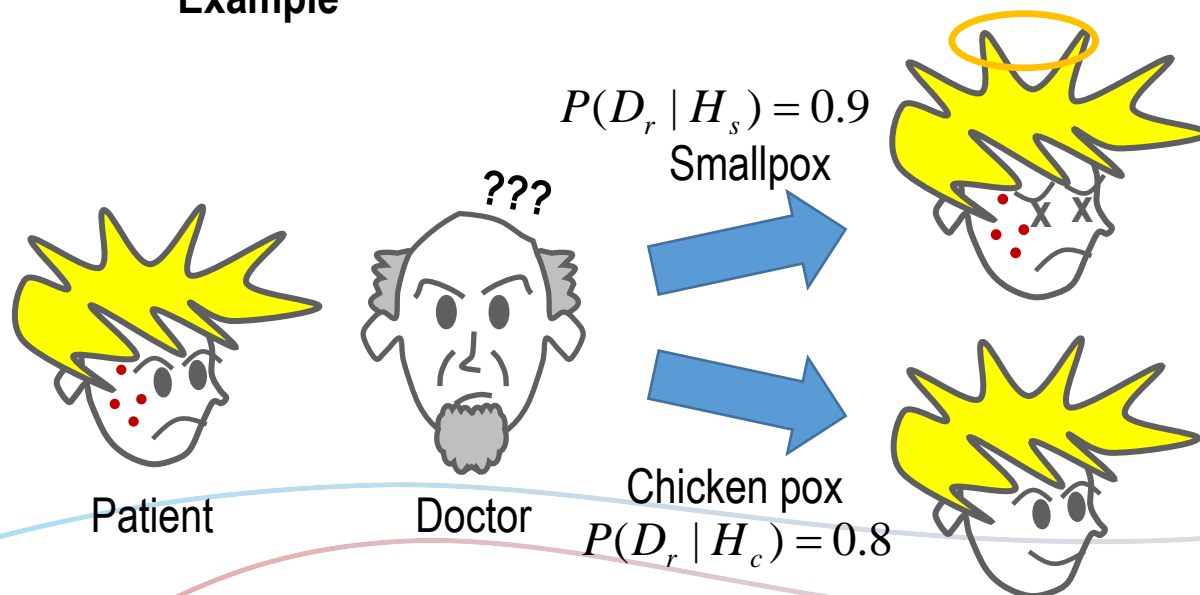 Example
P(D_r | H_s) = 0.9
Smallpox
???
x x
Patient
Doctor
Chicken pox
P(D_r | H_c) = 0.8